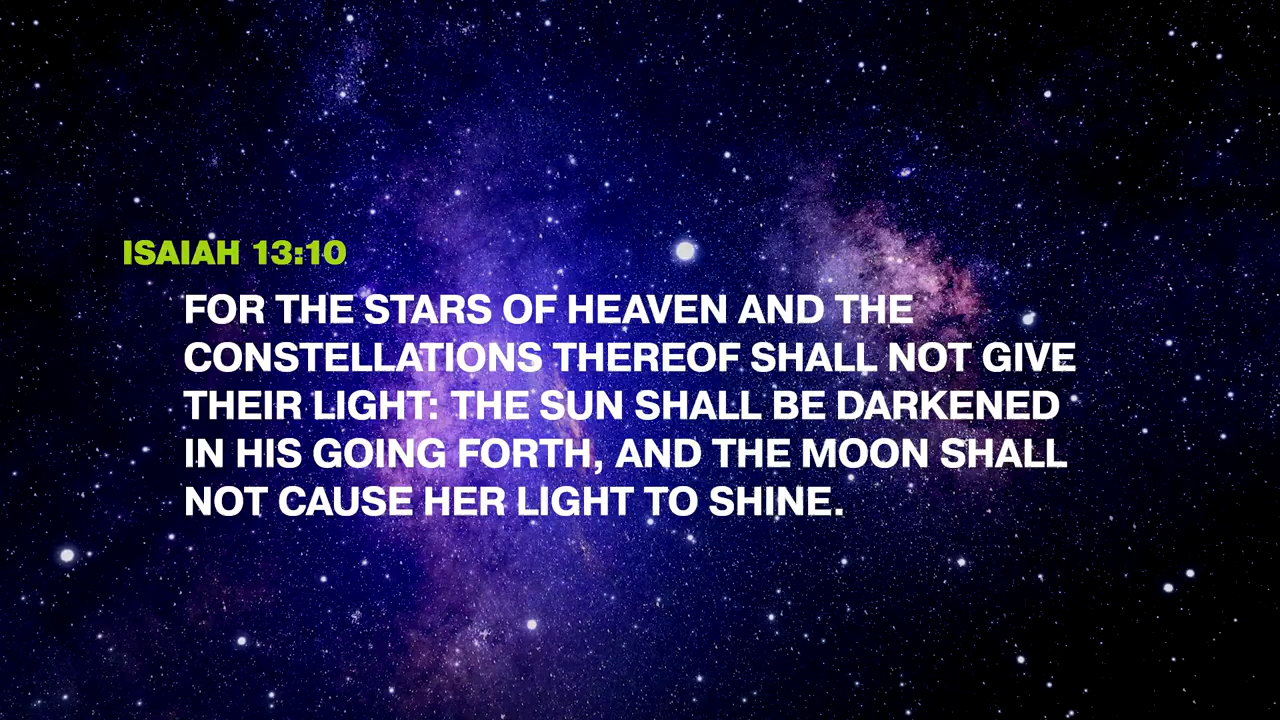 ISAIAH 13:10
FOR THE STARS OF HEAVEN AND THE
CONSTELLATIONS THEREOF SHALL NOT GIVE
THEIR LIGHT: THE SUN SHALL BE DARKENED
IN HIS GOING FORTH, AND THE MOON SHALL
NOT CAUSE HER LIGHT TO SHINE.